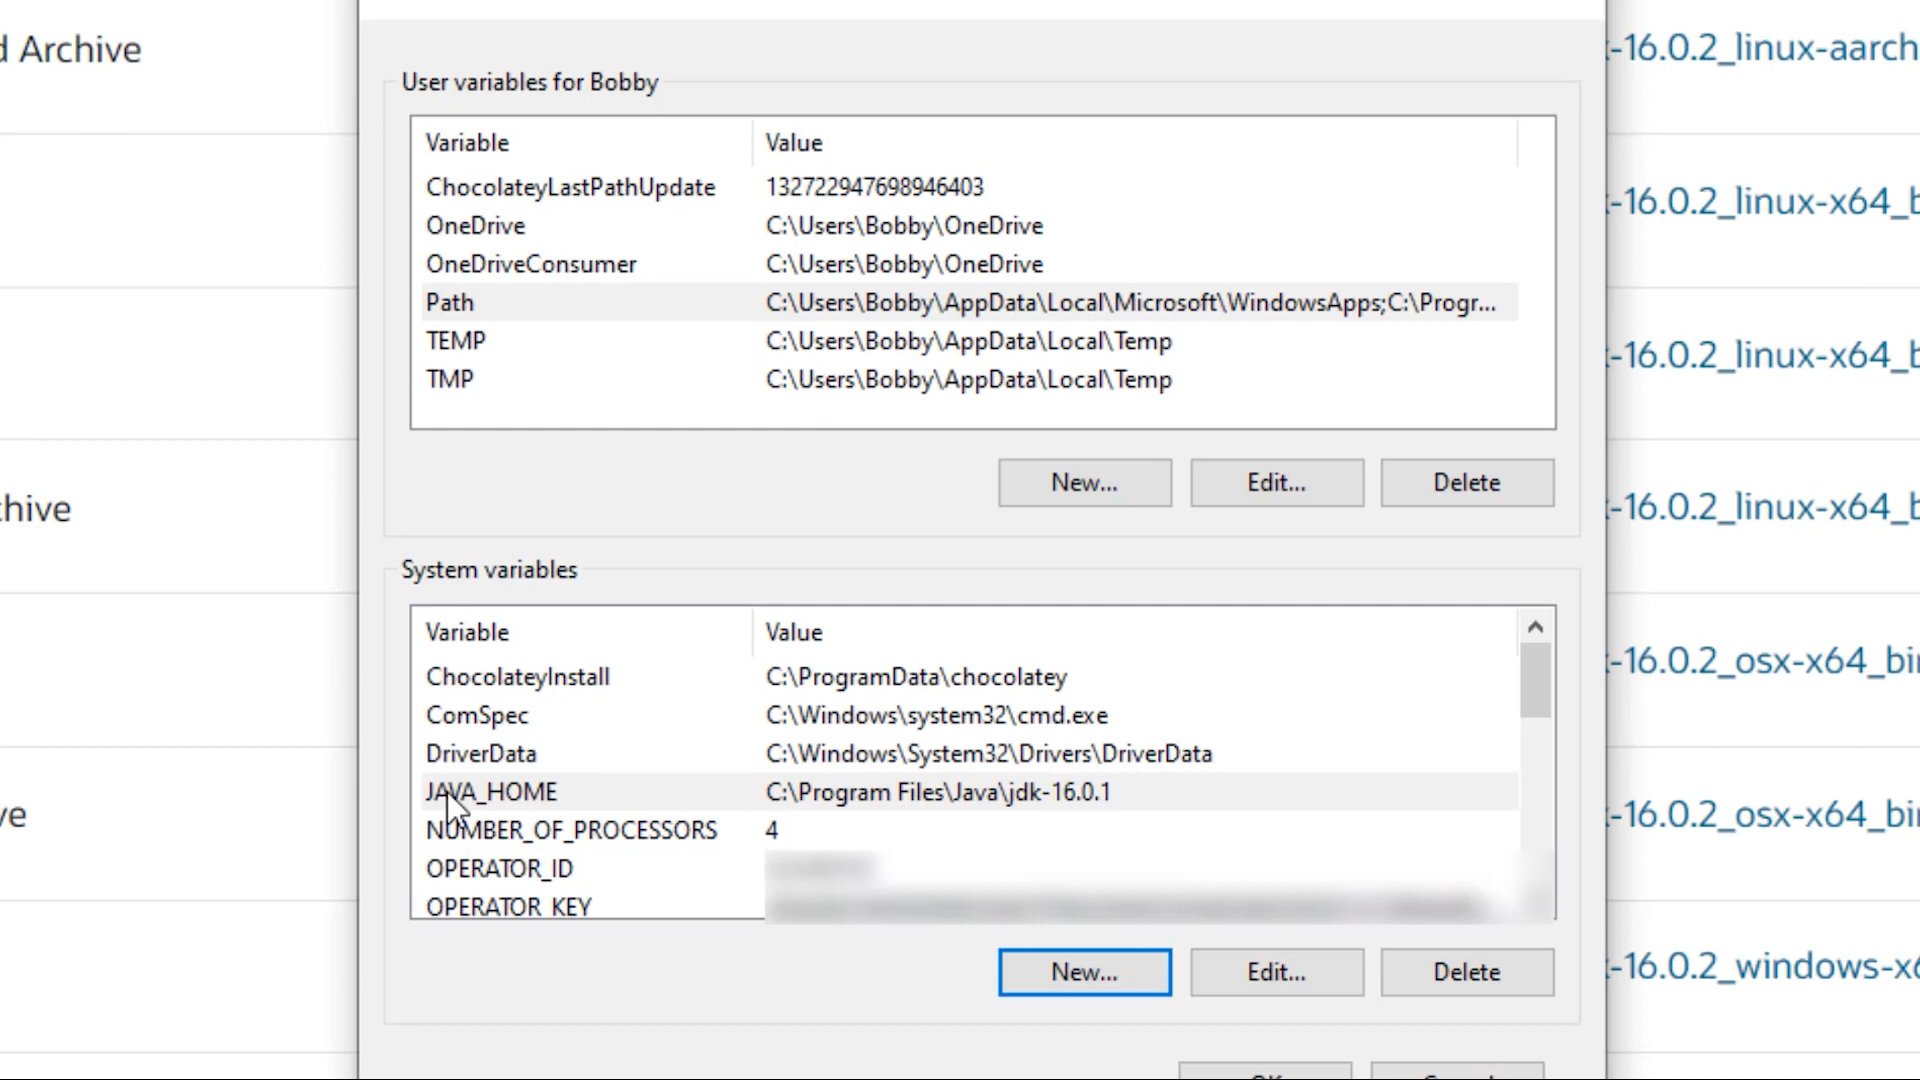 d Archive
-16.0.2_linux-aarch
User variables for Bobby
Variable Value
ChocolateyLastPathUpdate 132722947698946403
OneDrive C:\Users\Bobby\OneDrive
-16.0.2_linux-x64_b
OneDriveConsumer C:\Users\Bobby\OneDrive
Path C:\Users\Bobby\AppData\Local\Microsoft\WindowsApps;C:\Progr...
TEMP C:\Users\Bobby\AppData\Local\Temp
-16.0.2_linux-x64_b
TMP C:\Users\Bobby\AppData\Local\Temp
New... Edit... Delete
chive
-16.0.2_linux-x64_b
System variables
Variable Value
-16.0.2_osx-x64_bin
ChocolateyInstall C:\ProgramData\chocolatey
ComSpec C:\Windows\system32\cmd.exe
DriverData C:\Windows\System32\Drivers\DriverData
JAVA_HOME C:\Program Files\Java\jdk-16.0.1
ve
-16.0.2_osx-x64_bin
NUMBER_OF_PROCESSORS 4
OPERATOR_ID
OPERATOR_KEY
New... Edit... Delete
-16.0.2_windows-x6